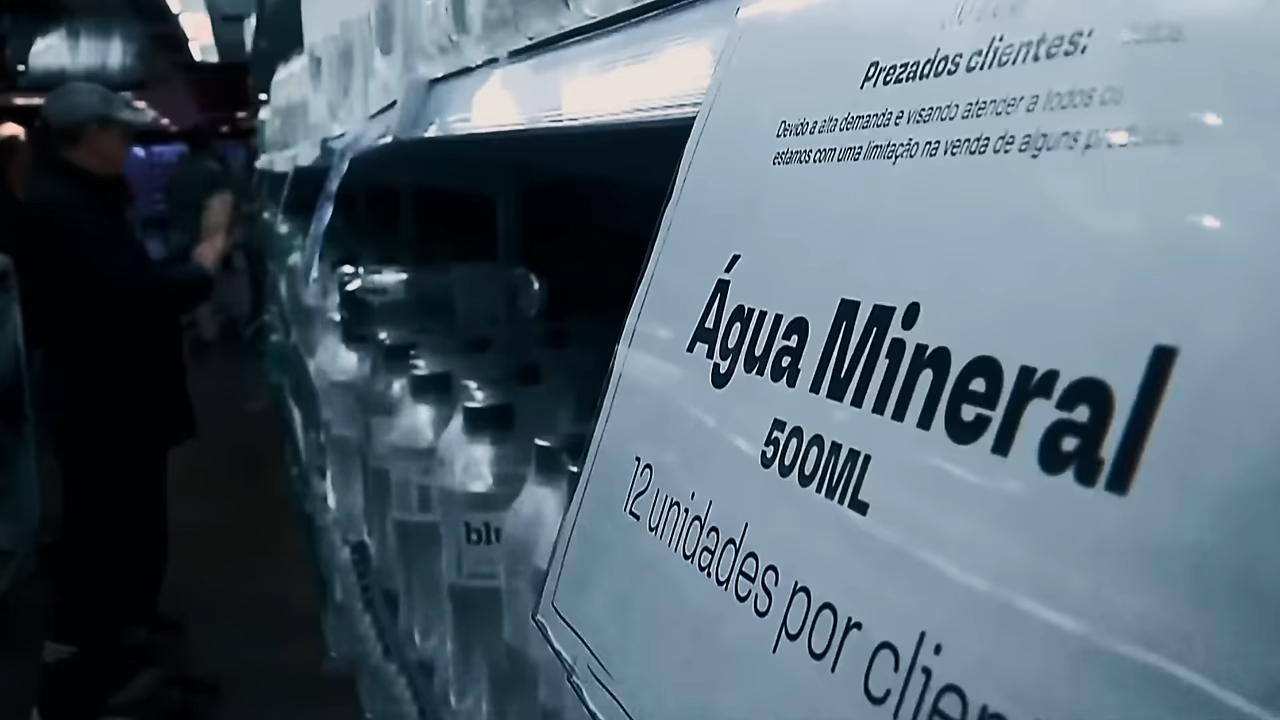 Prezados clientes:
Devido a alta demanda e visando atender a todos
estamos com uma limitação na venda de alguns
Água Mineral
500ML
12 unidades por
blu